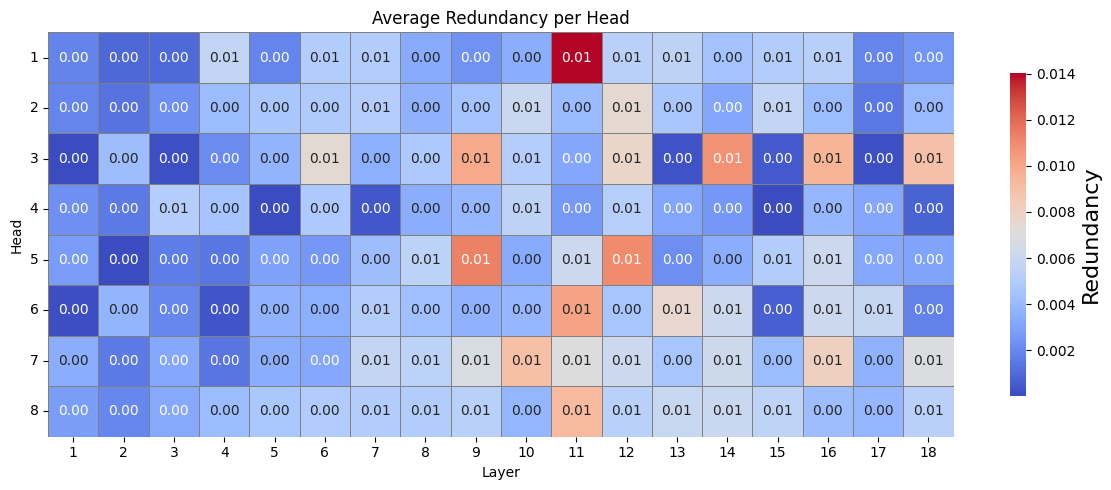 Average Redundancy per Head
1 0.00 0.00 0.00 0.01 0.00 0.01 0.01 0.00 0.00 0.00 0.01 0.01 0.01 0.00 0.01 0.01 0.00 0.00
2 0.00 0.00 0.00 0.00 0.00 0.00 0.01 0.00 0.00 0.01 0.00 0.01 0.00 0.00 0.01 0.00 0.00 0.00
3 0.00 0.00 0.00 0.00 0.00 0.01 0.00 0.00 0.01 0.01 0.00 0.01 0.00 0.01 0.00 0.01 0.00 0.01
4 0.00 0.00 0.01 0.00 0.00 0.00 0.00 0.00 0.00 0.01 0.00 0.01 0.00 0.00 0.00 0.00 0.00 0.00
5 0.00 0.00 0.00 0.00 0.00 0.00 0.00 0.01 0.01 0.00 0.01 0.01 0.00 0.00 0.01 0.01 0.00 0.00
6 0.00 0.00 0.00 0.00 0.00 0.00 0.01 0.00 0.00 0.00 0.01 0.00 0.01 0.01 0.00 0.01 0.01 0.00
7 0.00 0.00 0.00 0.00 0.00 0.00 0.01 0.01 0.01 0.01 0.01 0.01 0.00 0.01 0.00 0.01 0.00 0.01
8 0.00 0.00 0.00 0.00 0.00 0.00 0.01 0.01 0.01 0.00 0.01 0.01 0.01 0.01 0.01 0.00 0.00 0.01
1 2 3 4 5 6 7 8 9 10 11 12 13 14 15 16 17 18
Layer
Head
0.014
0.012
0.010
0.008
0.006
0.004
0.002
Redundancy